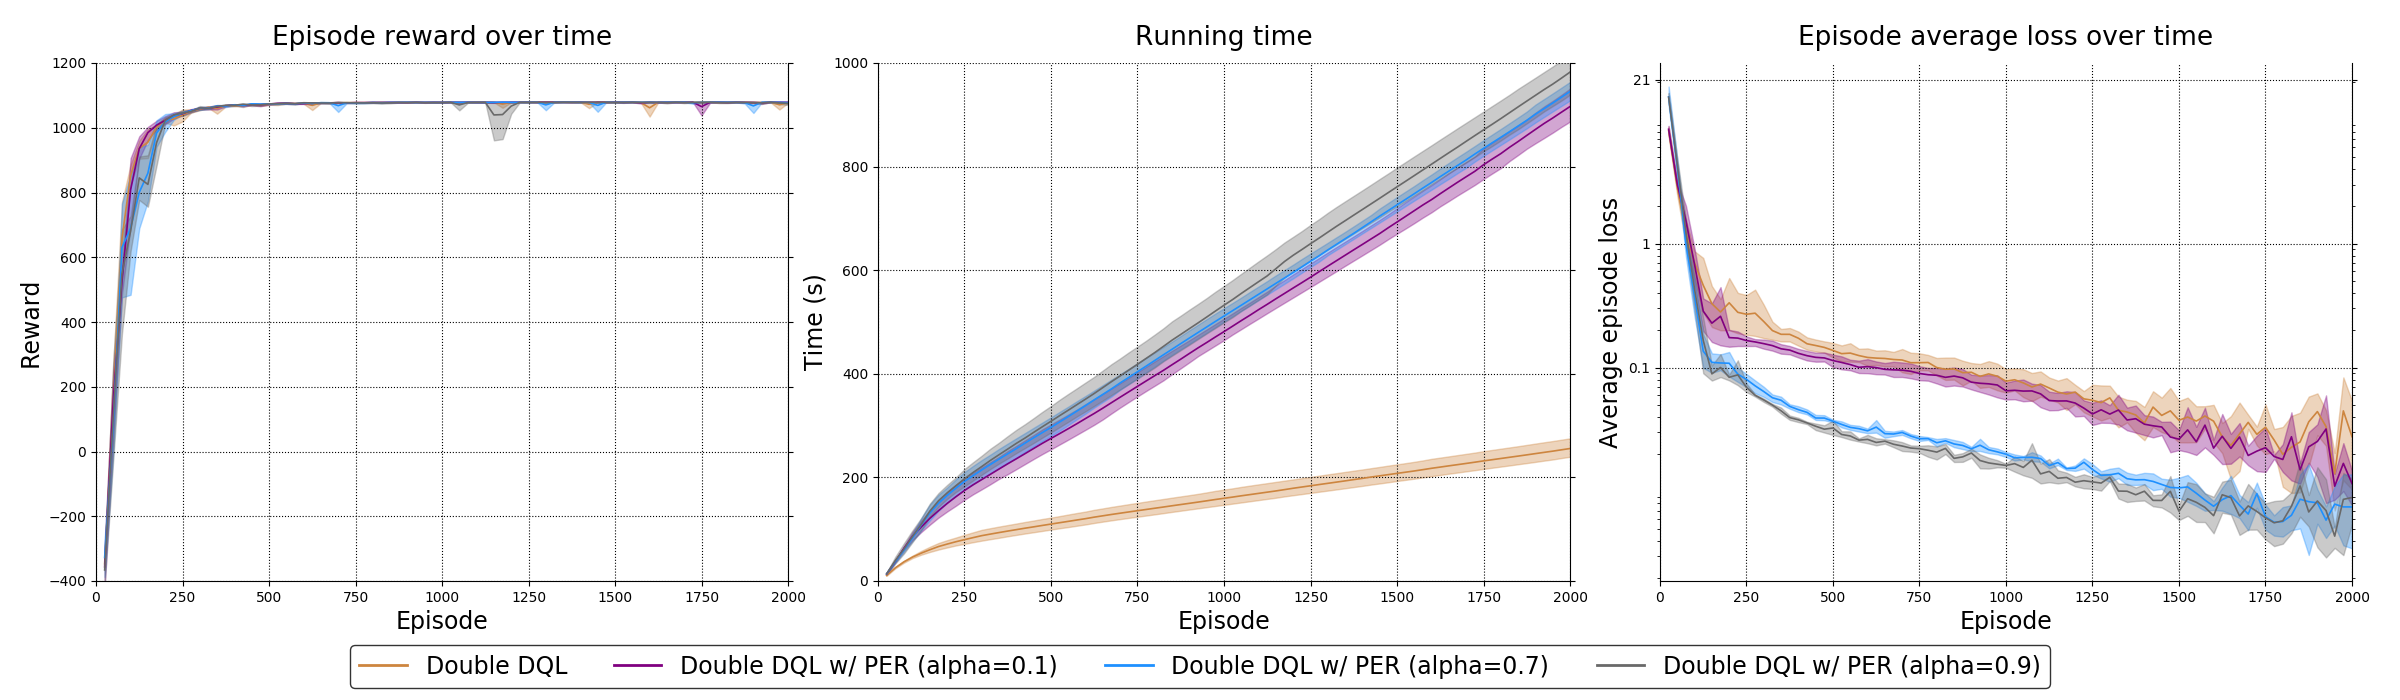 Episode reward over time
Running time
Episode average loss over time
1200
1000
800
600
400
200
0
−200
−400
0 250 500 750 1000 1250 1500 1750 2000
Reward
Episode
1000
800
600
400
200
0
0 250 500 750 1000 1250 1500 1750 2000
Time (s)
Episode
21
1
0.1
0 250 500 750 1000 1250 1500 1750 2000
Average episode loss
Episode
Double DQL Double DQL w/ PER (alpha=0.1) Double DQL w/ PER (alpha=0.7) Double DQL w/ PER (alpha=0.9)